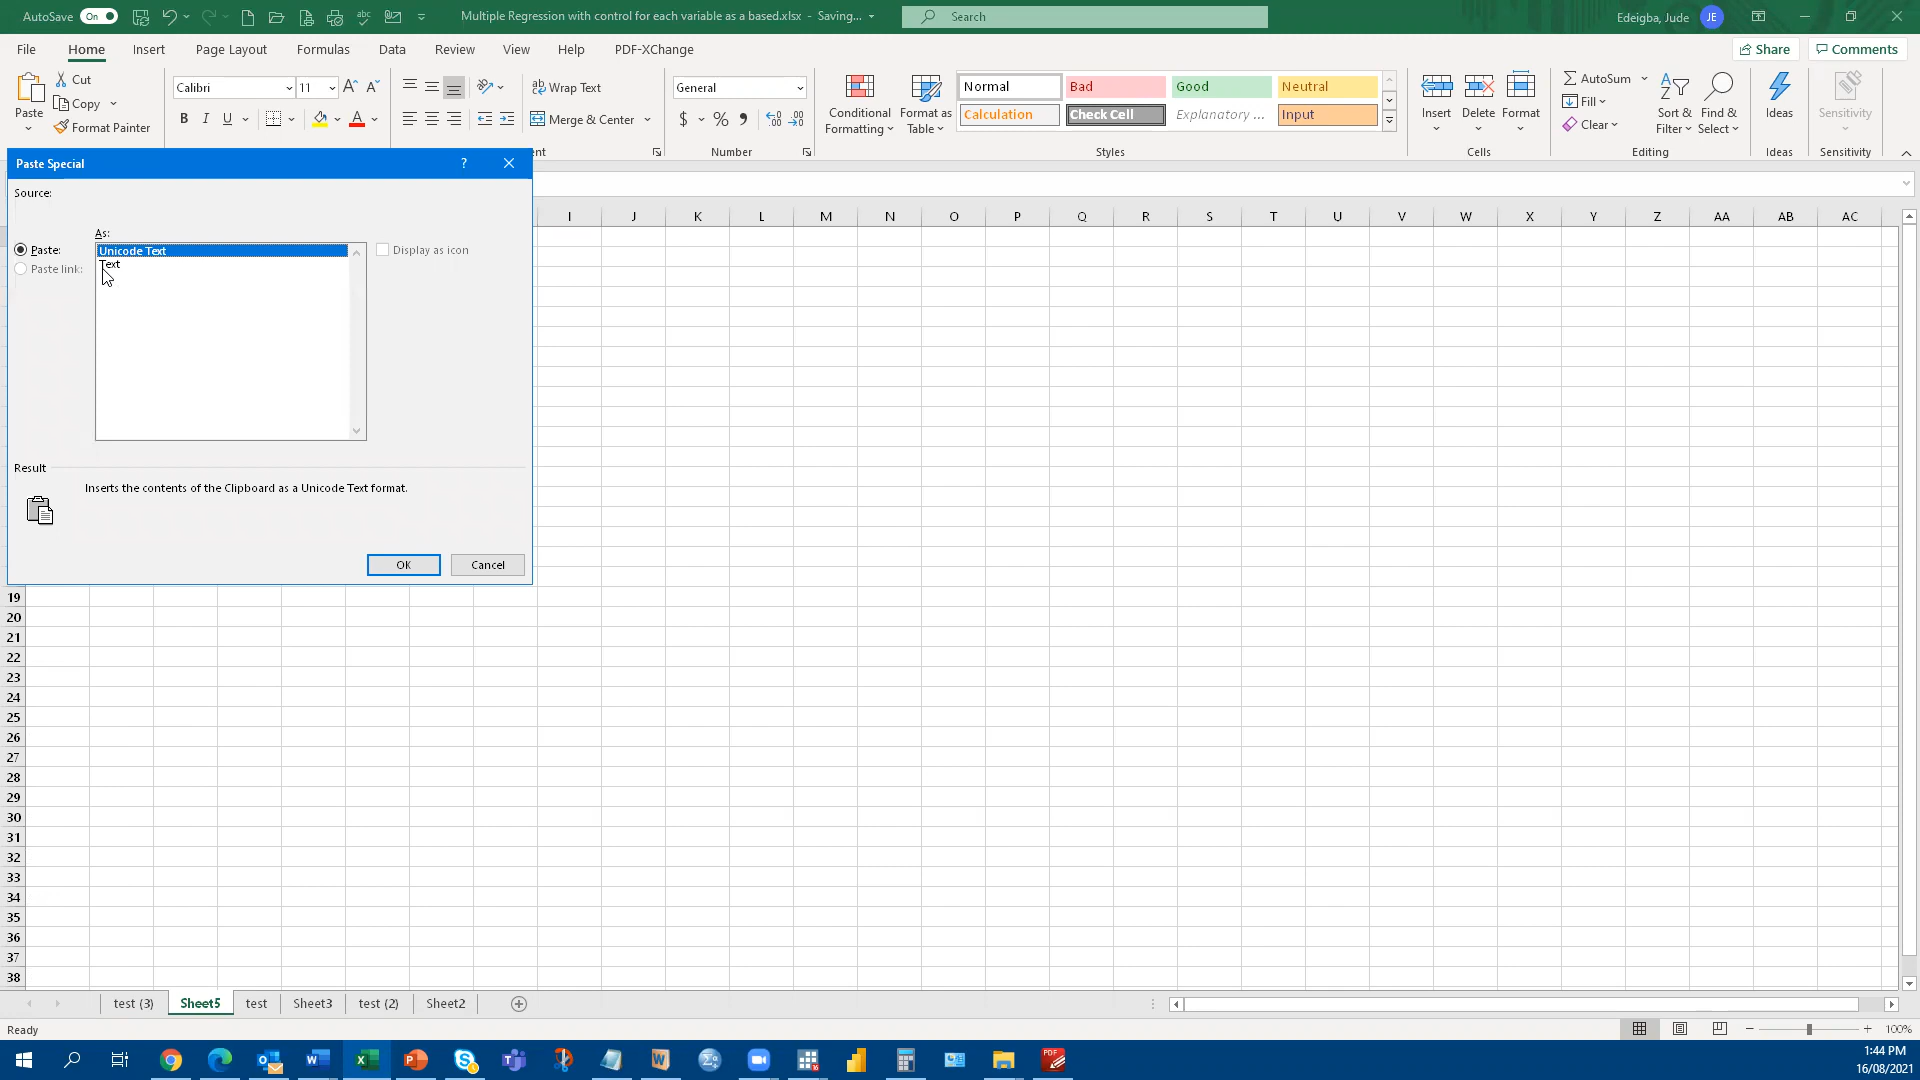 AutoSave On Multiple Regression with control for each variable as a based.xlsx - Saving... Search Edeigba, Jude JE
File Home Insert Page Layout Formulas Data Review View Help PDF-XChange Share Comments
Paste Cut Copy Format Painter
Calibri 11
B I U A
Wrap Text
Merge & Center
General
$ % 9
Number
Conditional Formatting
Format as Table
Normal Bad Good Neutral
Calculation Check Cell Explanatory ... Input
Styles
Insert Delete Format
Cells
AutoSum
Fill
Clear
Sort & Filter
Find & Select
Editing
Ideas
Ideas
Sensitivity
Sensitivity
Paste Special ?
Source:
As:
Paste:
Paste link:
Unicode Text
Text
Display as icon
Result
Inserts the contents of the Clipboard as a Unicode Text format.
OK Cancel
I J K L M N O P Q R S T U V W X Y Z AA AB AC
19
20
21
22
23
24
25
26
27
28
29
30
31
32
33
34
35
36
37
38
test (3) Sheet5 test Sheet3 test (2) Sheet2
Ready 100%
1:44 PM
16/08/2021